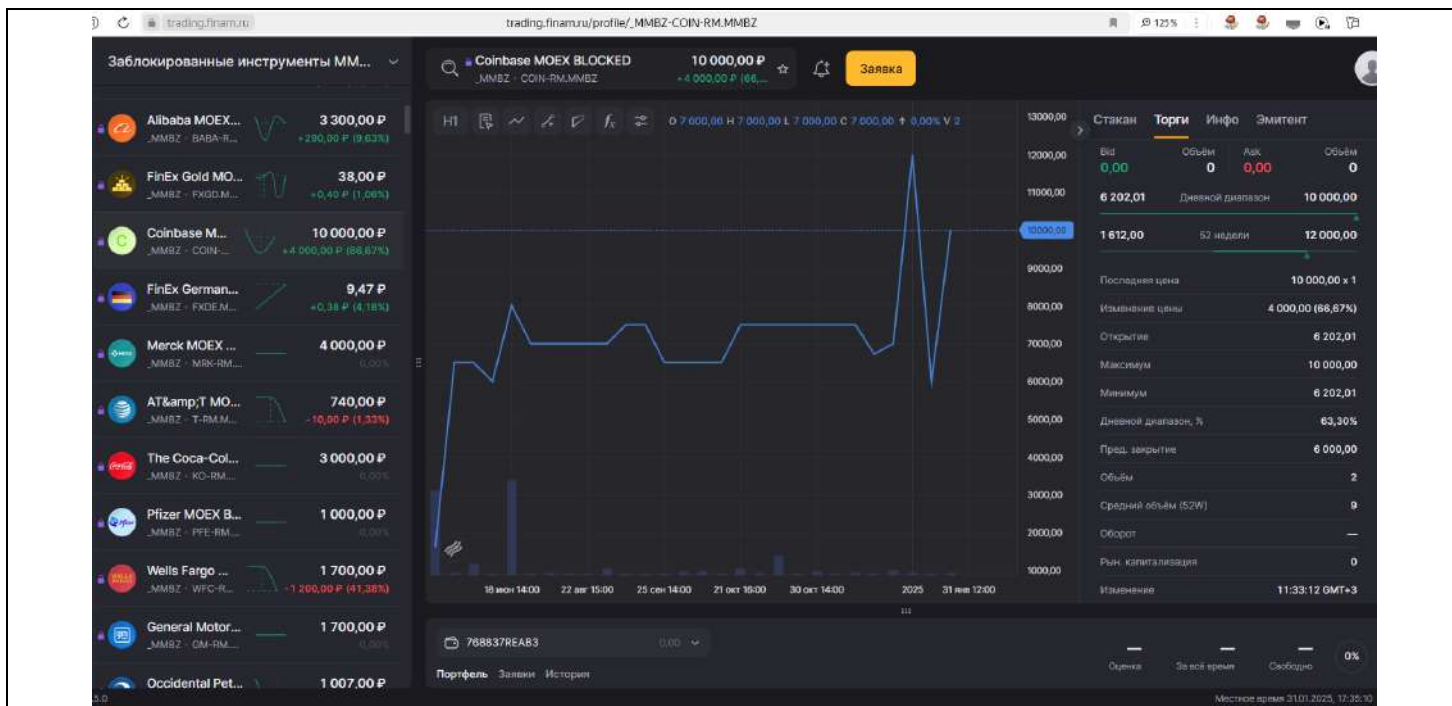 trading.finam.ru
trading.finam.ru/profile/_MMBZ-COIN-RM.MMBZ
125 %
Заблокированные инструменты MM...
Alibaba MOEX...
3 300,00 ₽
_MMBZ · BABA-R...
+290,00 ₽ (9,63%)
FinEx Gold MO...
38,00 ₽
_MMBZ · FXGD.M...
+0,40 ₽ (1,06%)
Coinbase M...
10 000,00 ₽
_MMBZ · COIN-...
+4 000,00 ₽ (66,67%)
FinEx German...
9,47 ₽
_MMBZ · FXDE.M...
+0,38 ₽ (4,18%)
Merck MOEX ...
4 000,00 ₽
_MMBZ · MRK-RM....
0,00%
AT&amp;T MO...
740,00 ₽
_MMBZ · T-RM.M...
-10,00 ₽ (1,33%)
The Coca-Col...
3 000,00 ₽
_MMBZ · KO-RM....
0,00%
Pfizer MOEX B...
1 000,00 ₽
_MMBZ · PFE-RM....
0,00%
Wells Fargo ...
1 700,00 ₽
_MMBZ · WFC-R...
-1 200,00 ₽ (41,38%)
General Motor...
1 700,00 ₽
_MMBZ · GM-RM....
0,00%
Occidental Pet...
1 007,00 ₽
Coinbase MOEX BLOCKED
10 000,00 ₽
_MMBZ · COIN-RM.MMBZ
+4 000,00 ₽ (66,...
Заявка
H1
O 7 000,00 H 7 000,00 L 7 000,00 C 7 000,00 0,00% V 2
13000,00
12000,00
11000,00
10000,00
9000,00
8000,00
7000,00
6000,00
5000,00
4000,00
3000,00
2000,00
1000,00
18 июн 14:00 22 авг 15:00 25 сен 14:00 21 окт 16:00 30 окт 14:00 2025 31 янв 12:00
Стакан Торги Инфо Эмитент
Bid Объём Ask Объём
0,00 0 0,00 0
6 202,01 Дневной диапазон 10 000,00
1 612,00 52 недели 12 000,00
Последняя цена 10 000,00 x 1
Изменение цены 4 000,00 (66,67%)
Открытие 6 202,01
Максимум 10 000,00
Минимум 6 202,01
Дневной диапазон, % 63,30%
Пред. закрытие 6 000,00
Объём 2
Средний объём (52W) 9
Оборот —
Рын. капитализация 0
Изменение 11:33:12 GMT+3
768837REAB3 0,00
Портфель Заявки История
Оценка За всё время Свободно
0%
Местное время 31.01.2025, 17:35:10